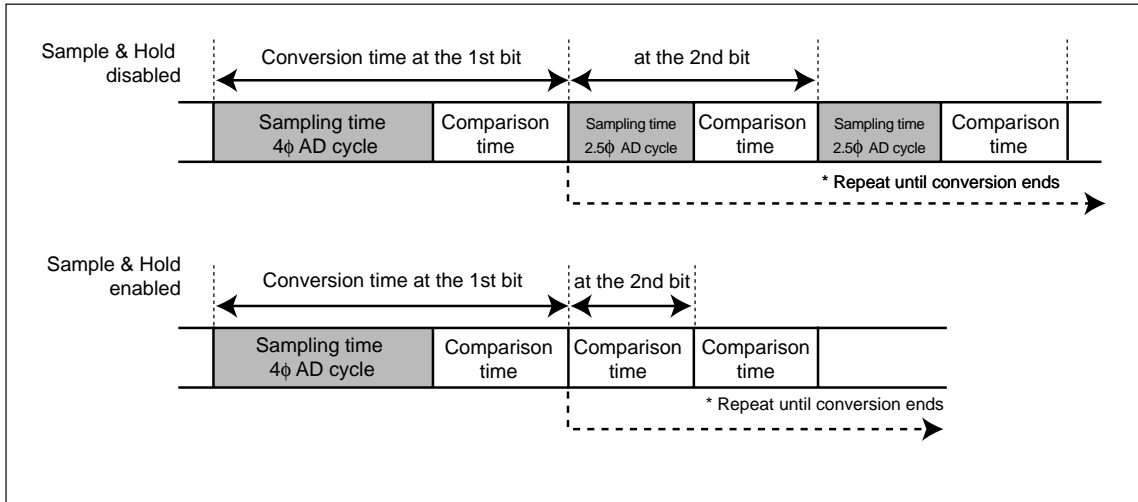 Sample & Hold
disabled
Conversion time at the 1st bit
at the 2nd bit
Sampling time
4ϕ AD cycle
Comparison
time
Sampling time
2.5ϕ AD cycle
Comparison
time
Sampling time
2.5ϕ AD cycle
Comparison
time
* Repeat until conversion ends
Sample & Hold
enabled
Conversion time at the 1st bit
at the 2nd bit
Sampling time
4ϕ AD cycle
Comparison
time
Comparison
time
Comparison
time
* Repeat until conversion ends